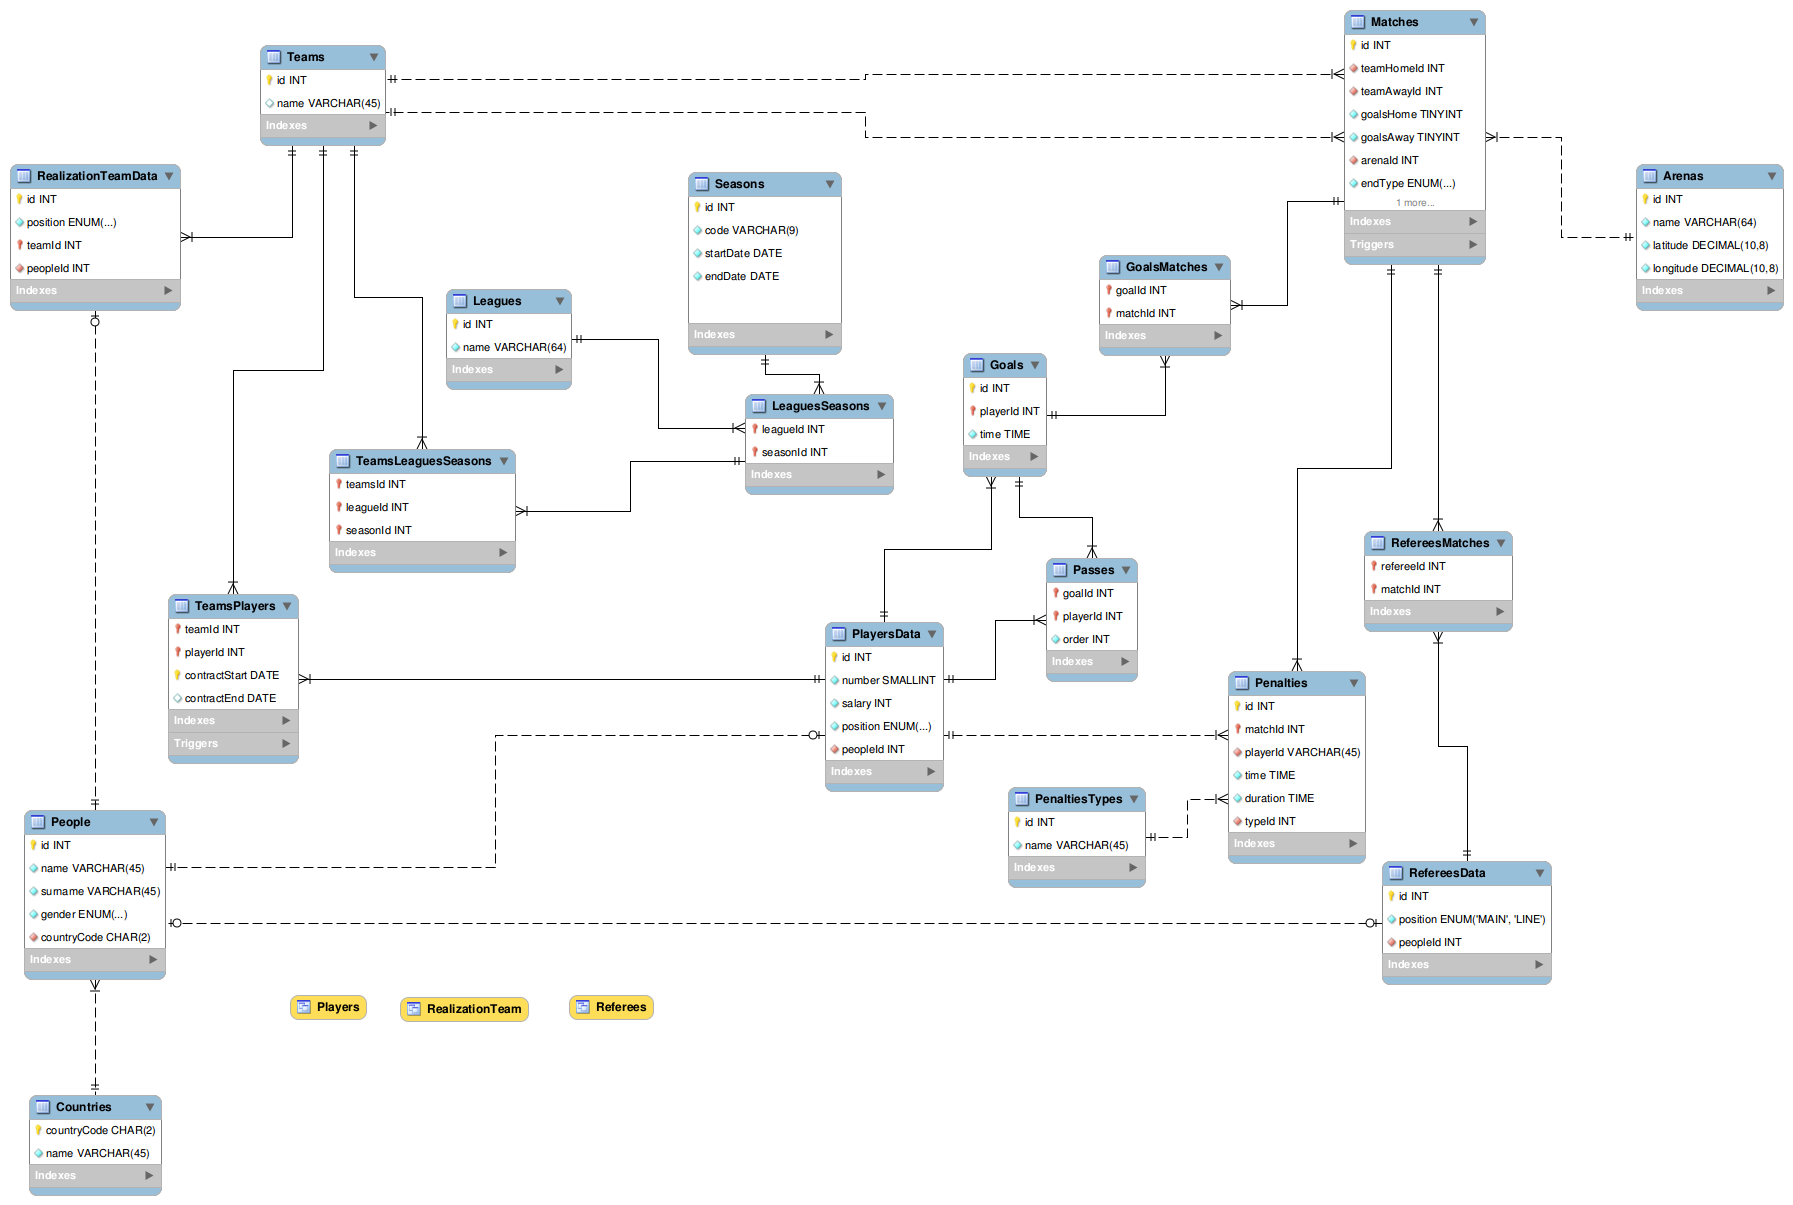 Teams
id INT
name VARCHAR(45)
Indexes
Matches
id INT
teamHomeId INT
teamAwayId INT
goalsHome TINYINT
goalsAway TINYINT
arenaId INT
endType ENUM(...)
1 more...
Indexes
Triggers
RealizationTeamData
id INT
position ENUM(...)
teamId INT
peopleId INT
Indexes
Seasons
id INT
code VARCHAR(9)
startDate DATE
endDate DATE
Indexes
Arenas
id INT
name VARCHAR(64)
latitude DECIMAL(10,8)
longitude DECIMAL(10,8)
Indexes
Leagues
id INT
name VARCHAR(64)
Indexes
GoalsMatches
goalId INT
matchId INT
Indexes
Goals
id INT
playerId INT
time TIME
Indexes
LeaguesSeasons
leagueId INT
seasonId INT
Indexes
TeamsLeaguesSeasons
teamsId INT
leagueId INT
seasonId INT
Indexes
RefereesMatches
refereeId INT
matchId INT
Indexes
Passes
goalId INT
playerId INT
order INT
Indexes
TeamsPlayers
teamId INT
playerId INT
contractStart DATE
contractEnd DATE
Indexes
Triggers
PlayersData
id INT
number SMALLINT
salary INT
position ENUM(...)
peopleId INT
Indexes
Penalties
id INT
matchId INT
playerId VARCHAR(45)
time TIME
duration TIME
typeId INT
Indexes
PenaltiesTypes
id INT
name VARCHAR(45)
Indexes
People
id INT
name VARCHAR(45)
surname VARCHAR(45)
gender ENUM(...)
countryCode CHAR(2)
Indexes
RefereesData
id INT
position ENUM('MAIN', 'LINE')
peopleId INT
Indexes
Players
RealizationTeam
Referees
Countries
countryCode CHAR(2)
name VARCHAR(45)
Indexes